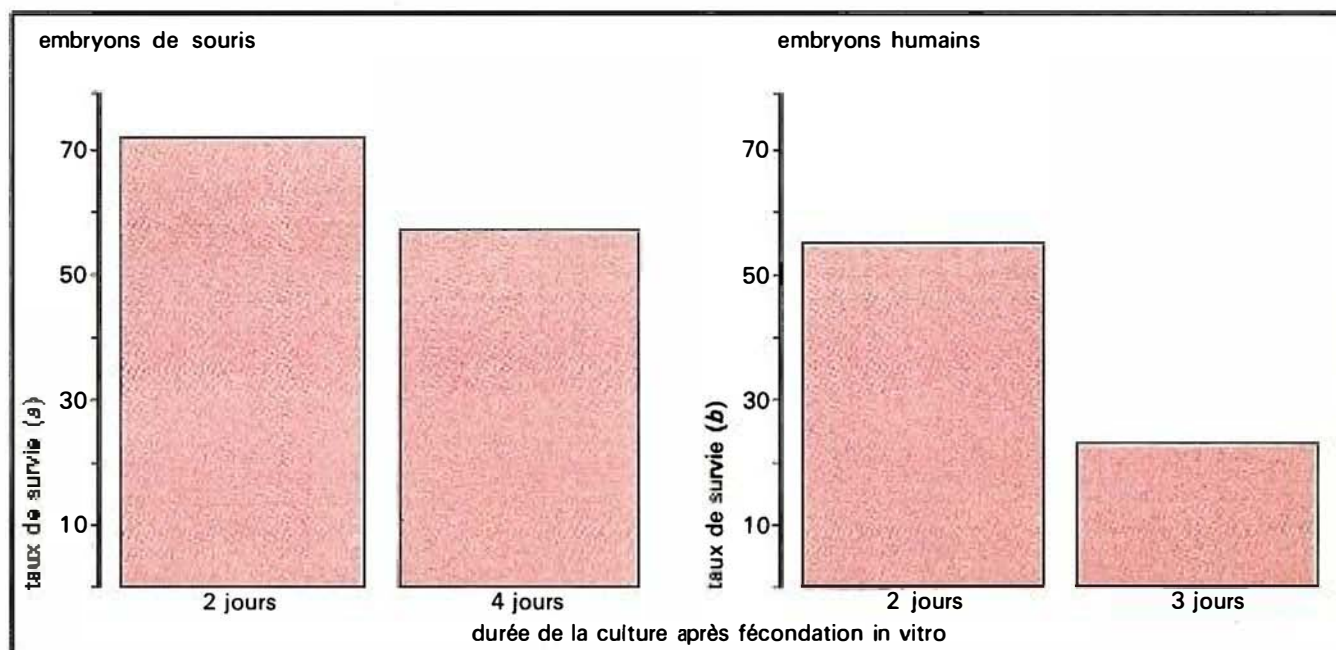 embryons de souris
70
50
30
10
taux de survie (a)
2 jours
4 jours
embryons humains
70
50
30
10
taux de survie (b)
2 jours
3 jours
durée de la culture après fécondation in vitro